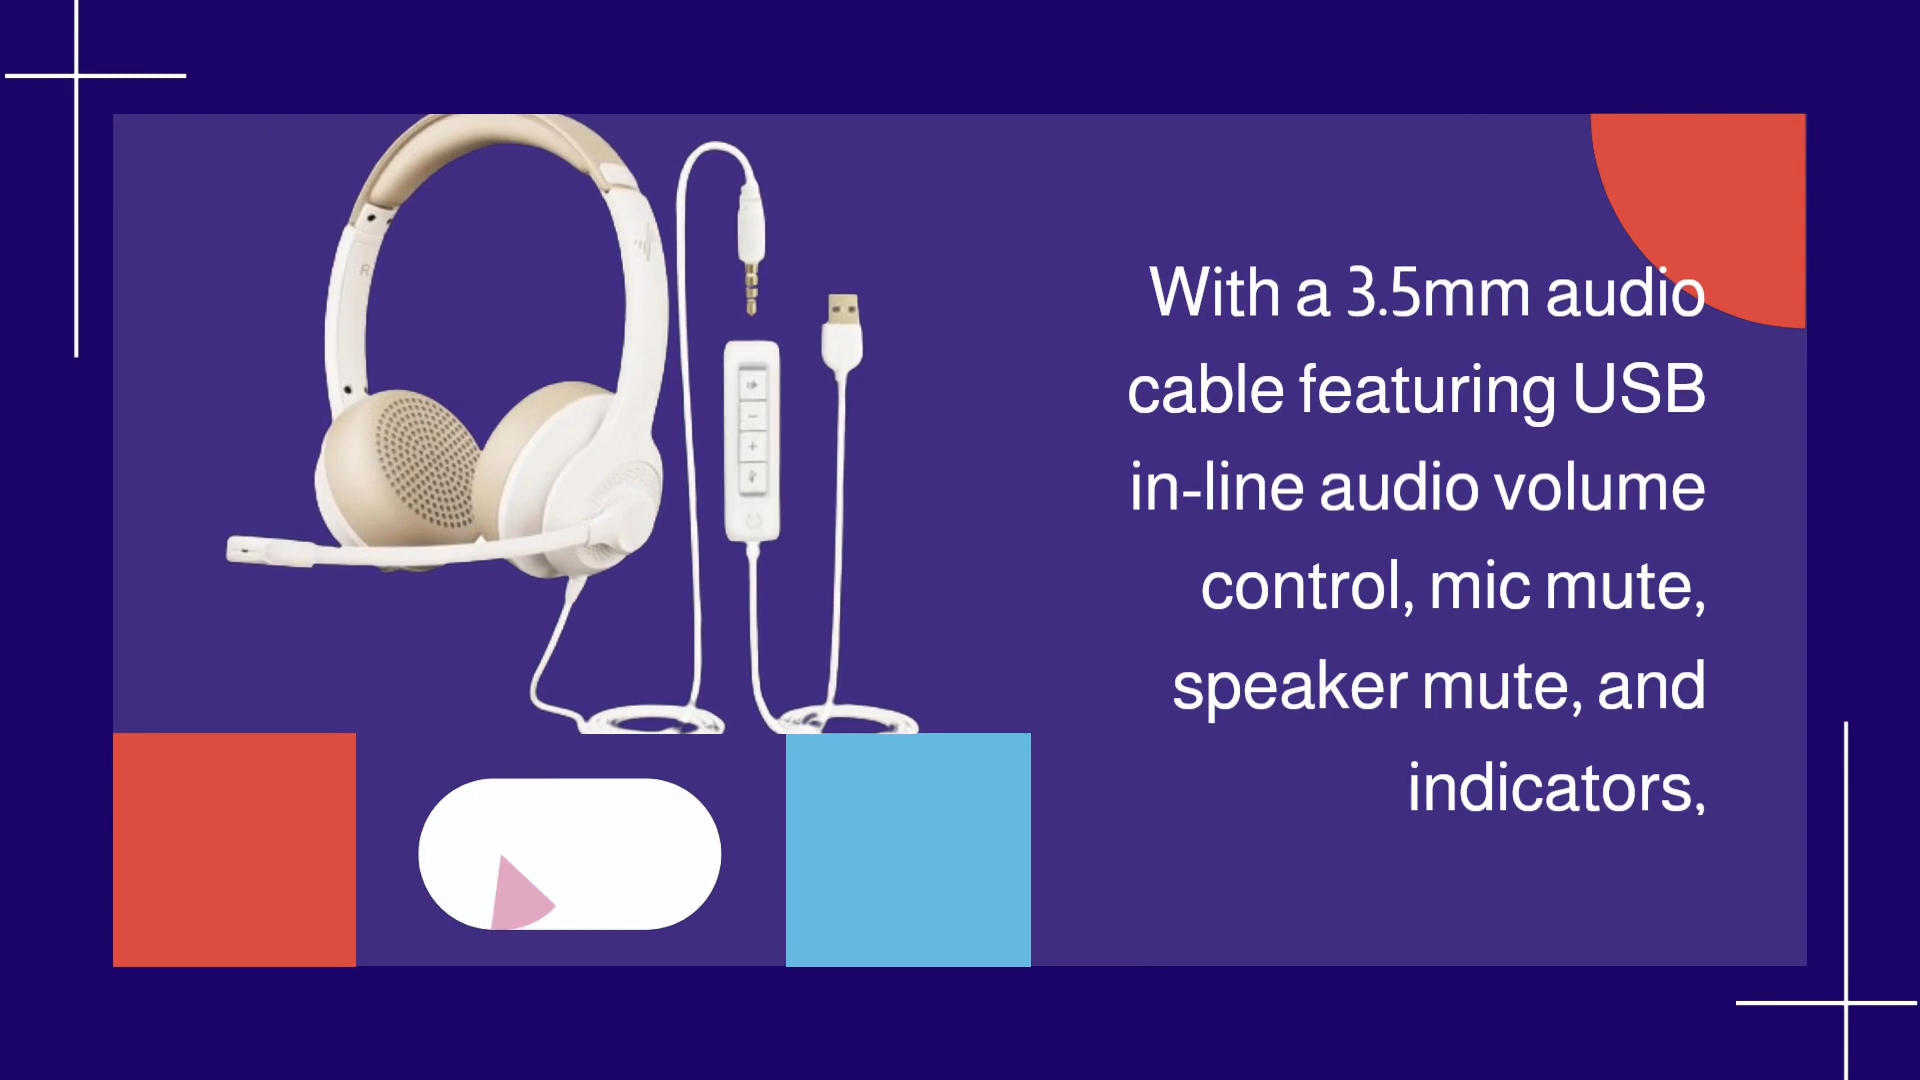 R
With a 3.5mm audio
cable featuring USB
in-line audio volume
control, mic mute,
speaker mute, and
indicators,